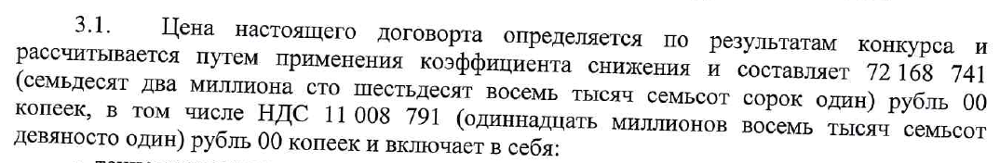 3.1. Цена настоящего договорта определяется по результатам конкурса и
рассчитывается путем применения коэффициента снижения и составляет 72 168 741
(семьдесят два миллиона сто шестьдесят восемь тысяч семьсот сорок один) рубль 00
копеек, в том числе НДС 11 008 791 (одиннадцать миллионов восемь тысяч семьсот
девяносто один) рубль 00 копеек и включает в себя: